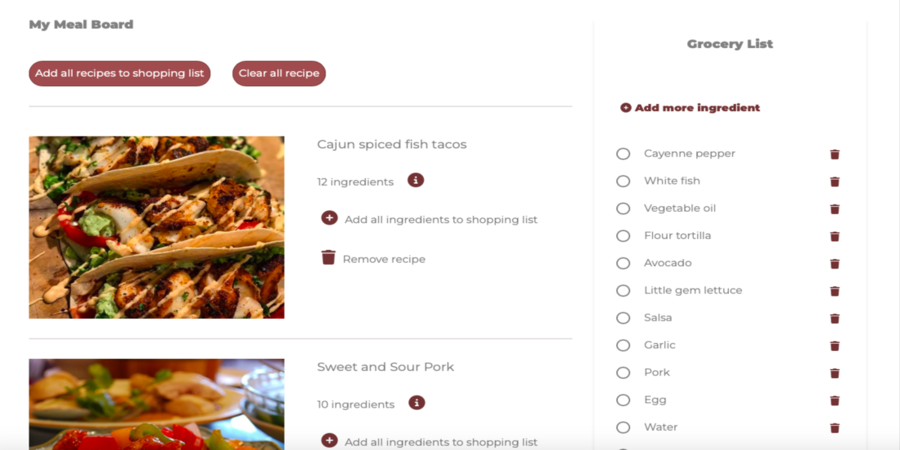 My Meal Board
Add all recipes to shopping list
Clear all recipe
Cajun spiced fish tacos
12 ingredients
Add all ingredients to shopping list
Remove recipe
Sweet and Sour Pork
10 ingredients
Add all ingredients to shopping list
Grocery List
Add more ingredient
Cayenne pepper
White fish
Vegetable oil
Flour tortilla
Avocado
Little gem lettuce
Salsa
Garlic
Pork
Egg
Water